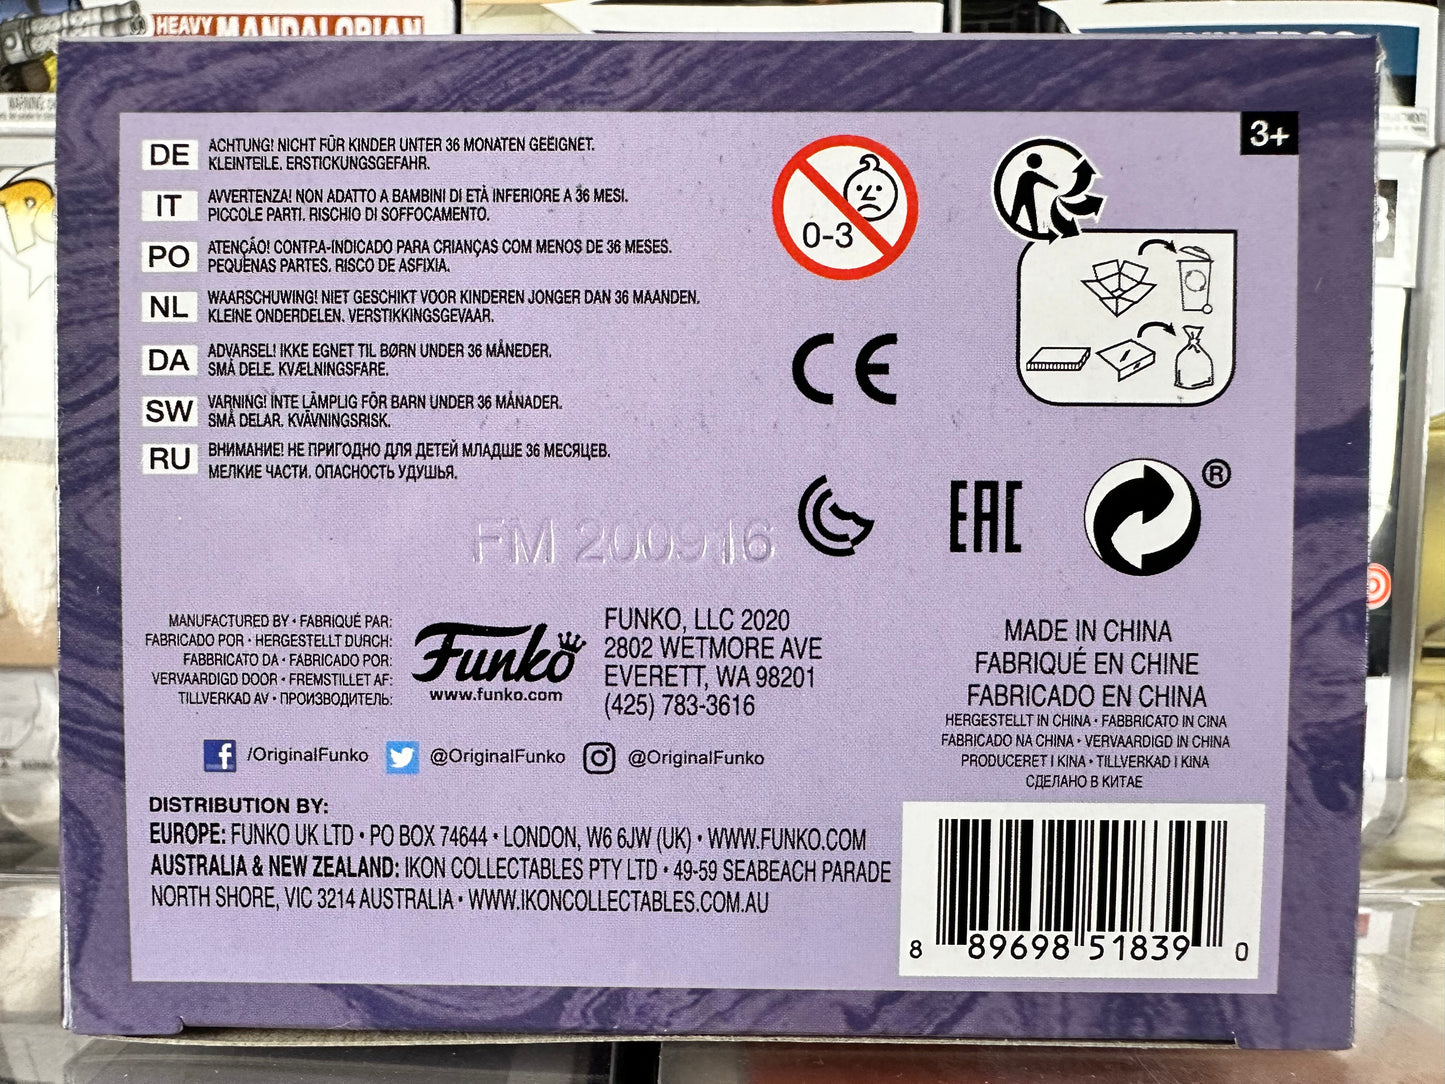 HEAVY MANDALORIAN
3+
DE ACHTUNG! NICHT FÜR KINDER UNTER 36 MONATEN GEEIGNET.
KLEINTEILE. ERSTICKUNGSGEFAHR.
IT AVVERTENZA! NON ADATTO A BAMBINI DI ETÀ INFERIORE A 36 MESI.
PICCOLE PARTI. RISCHIO DI SOFFOCAMENTO.
PO ATENÇÃO! CONTRA-INDICADO PARA CRIANÇAS COM MENOS DE 36 MESES.
PEQUENAS PARTES. RISCO DE ASFIXIA.
NL WAARSCHUWING! NIET GESCHIKT VOOR KINDEREN JONGER DAN 36 MAANDEN.
KLEINE ONDERDELEN. VERSTIKKINGSGEVAAR.
DA ADVARSEL! IKKE EGNET TIL BØRN UNDER 36 MÅNEDER.
SMÅ DELE. KVÆLNINGSFARE.
SW VARNING! INTE LÄMPLIG FÖR BARN UNDER 36 MÅNADER.
SMÅ DELAR. KVÄVNINGSRISK.
RU ВНИМАНИЕ! НЕ ПРИГОДНО ДЛЯ ДЕТЕЙ МЛАДШЕ 36 МЕСЯЦЕВ.
МЕЛКИЕ ЧАСТИ. ОПАСНОСТЬ УДУШЬЯ.
0-3
CE
EAC
®
FM 200916
MANUFACTURED BY • FABRIQUÉ PAR:
FABRICADO POR • HERGESTELLT DURCH:
FABBRICATO DA • FABRICADO POR:
VERVAARDIGD DOOR • FREMSTILLET AF:
TILLVERKAD AV • ПРОИЗВОДИТЕЛЬ:
Funko
www.funko.com
FUNKO, LLC 2020
2802 WETMORE AVE
EVERETT, WA 98201
(425) 783-3616
MADE IN CHINA
FABRIQUÉ EN CHINE
FABRICADO EN CHINA
HERGESTELLT IN CHINA • FABBRICATO IN CINA
FABRICADO NA CHINA • VERVAARDIGD IN CHINA
PRODUCERET I KINA • TILLVERKAD I KINA
СДЕЛАНО В КИТАЕ
f /OriginalFunko @OriginalFunko @OriginalFunko
DISTRIBUTION BY:
EUROPE: FUNKO UK LTD • PO BOX 74644 • LONDON, W6 6JW (UK) • WWW.FUNKO.COM
AUSTRALIA & NEW ZEALAND: IKON COLLECTABLES PTY LTD • 49-59 SEABEACH PARADE
NORTH SHORE, VIC 3214 AUSTRALIA • WWW.IKONCOLLECTABLES.COM.AU
8 89698 51839 0